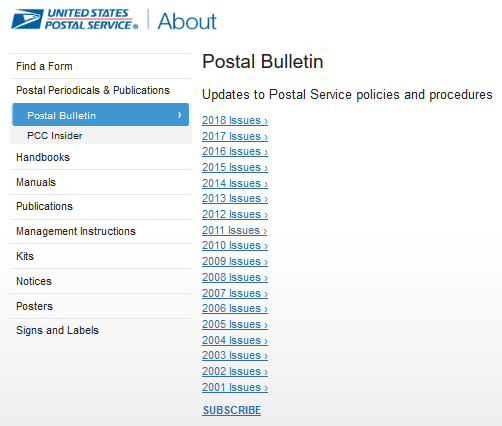 UNITED STATES
POSTAL SERVICE®
About
Find a Form
Postal Periodicals & Publications
Postal Bulletin ›
PCC Insider
Handbooks
Manuals
Publications
Management Instructions
Kits
Notices
Posters
Signs and Labels
Postal Bulletin
Updates to Postal Service policies and procedures
2018 Issues ›
2017 Issues ›
2016 Issues ›
2015 Issues ›
2014 Issues ›
2013 Issues ›
2012 Issues ›
2011 Issues ›
2010 Issues ›
2009 Issues ›
2008 Issues ›
2007 Issues ›
2006 Issues ›
2005 Issues ›
2004 Issues ›
2003 Issues ›
2002 Issues ›
2001 Issues ›
SUBSCRIBE